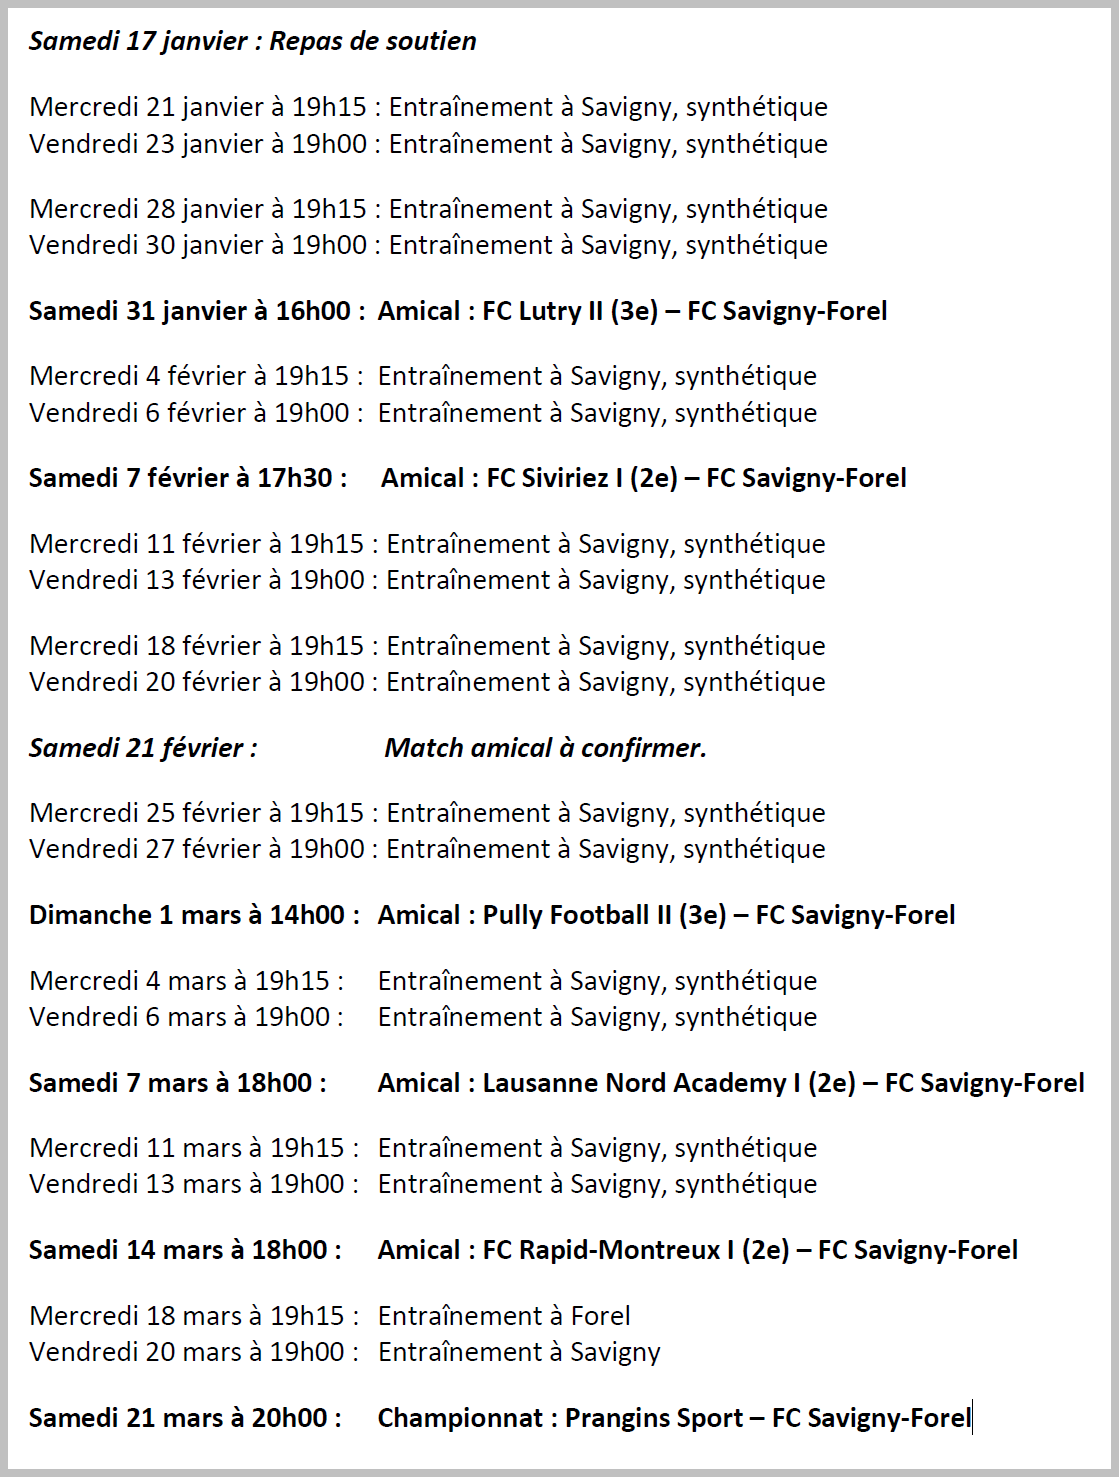 Samedi 17 janvier : Repas de soutien
Mercredi 21 janvier à 19h15 : Entraînement à Savigny, synthétique
Vendredi 23 janvier à 19h00 : Entraînement à Savigny, synthétique
Mercredi 28 janvier à 19h15 : Entraînement à Savigny, synthétique
Vendredi 30 janvier à 19h00 : Entraînement à Savigny, synthétique
Samedi 31 janvier à 16h00 : Amical : FC Lutry II (3e) – FC Savigny-Forel
Mercredi 4 février à 19h15 : Entraînement à Savigny, synthétique
Vendredi 6 février à 19h00 : Entraînement à Savigny, synthétique
Samedi 7 février à 17h30 : Amical : FC Siviriez I (2e) – FC Savigny-Forel
Mercredi 11 février à 19h15 : Entraînement à Savigny, synthétique
Vendredi 13 février à 19h00 : Entraînement à Savigny, synthétique
Mercredi 18 février à 19h15 : Entraînement à Savigny, synthétique
Vendredi 20 février à 19h00 : Entraînement à Savigny, synthétique
Samedi 21 février : Match amical à confirmer.
Mercredi 25 février à 19h15 : Entraînement à Savigny, synthétique
Vendredi 27 février à 19h00 : Entraînement à Savigny, synthétique
Dimanche 1 mars à 14h00 : Amical : Pully Football II (3e) – FC Savigny-Forel
Mercredi 4 mars à 19h15 : Entraînement à Savigny, synthétique
Vendredi 6 mars à 19h00 : Entraînement à Savigny, synthétique
Samedi 7 mars à 18h00 : Amical : Lausanne Nord Academy I (2e) – FC Savigny-Forel
Mercredi 11 mars à 19h15 : Entraînement à Savigny, synthétique
Vendredi 13 mars à 19h00 : Entraînement à Savigny, synthétique
Samedi 14 mars à 18h00 : Amical : FC Rapid-Montreux I (2e) – FC Savigny-Forel
Mercredi 18 mars à 19h15 : Entraînement à Forel
Vendredi 20 mars à 19h00 : Entraînement à Savigny
Samedi 21 mars à 20h00 : Championnat : Prangins Sport – FC Savigny-Forel